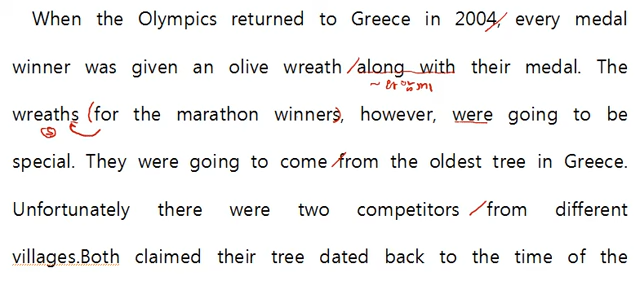 When the Olympics returned to Greece in 2004, every medal
winner was given an olive wreath along with their medal. The
wreaths (for the marathon winners), however, were going to be
special. They were going to come from the oldest tree in Greece.
Unfortunately there were two competitors from different
villages.Both claimed their tree dated back to the time of the